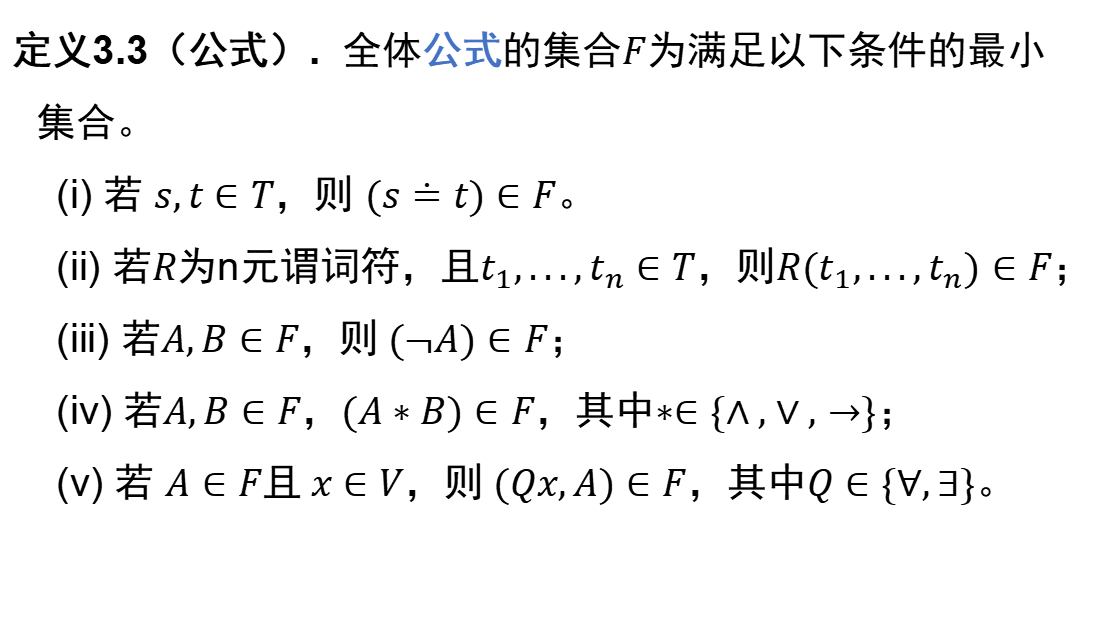 定义3.3（公式）. 全体公式的集合F为满足以下条件的最小
集合。
(i) 若 s,t ∈ T，则 (s ≐ t) ∈ F。
(ii) 若R为n元谓词符，且t₁,...,tₙ ∈ T，则R(t₁,...,tₙ) ∈ F；
(iii) 若A,B ∈ F，则 (¬A) ∈ F；
(iv) 若A,B ∈ F，(A ∗ B) ∈ F，其中∗∈ {∧,∨,→}；
(v) 若 A ∈ F且 x ∈ V，则 (Qx,A) ∈ F，其中Q ∈ {∀,∃}。